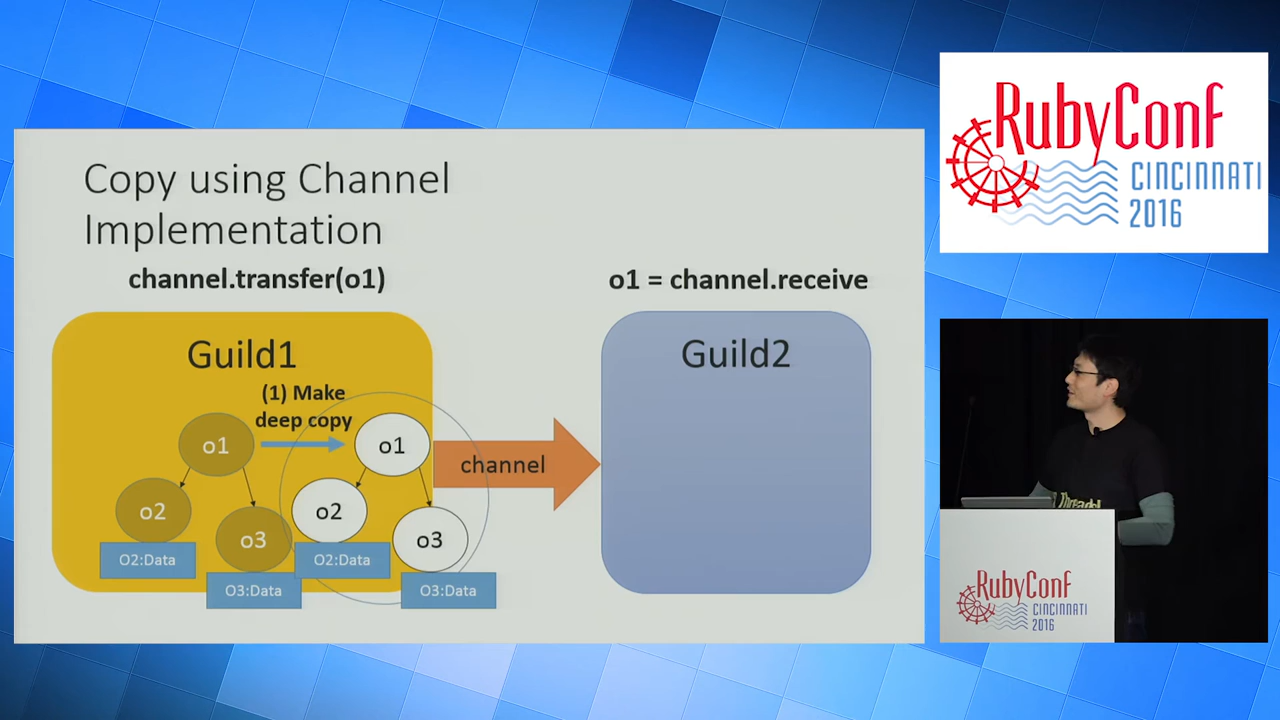 Copy using Channel
Implementation
channel.transfer(o1)
o1 = channel.receive
Guild1
Guild2
(1) Make
deep copy
o1
o1
channel
o2
o2
o3
o3
O2:Data
O2:Data
O3:Data
O3:Data
RubyConf
CINCINNATI
2016
RubyConf
CINCINNATI
2016